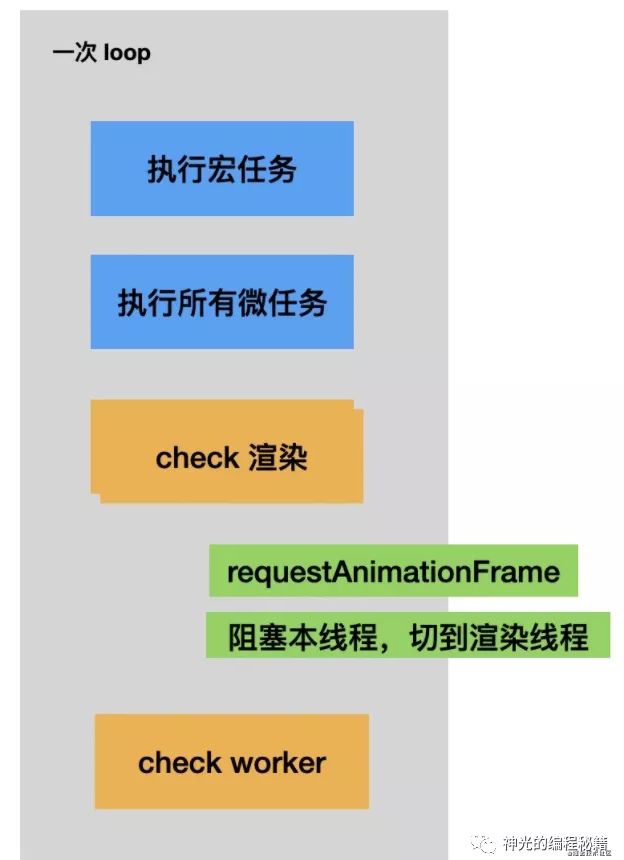 一次 loop
执行宏任务
执行所有微任务
check 渲染
requestAnimationFrame
阻塞本线程，切到渲染线程
check worker
神光的编程秘籍